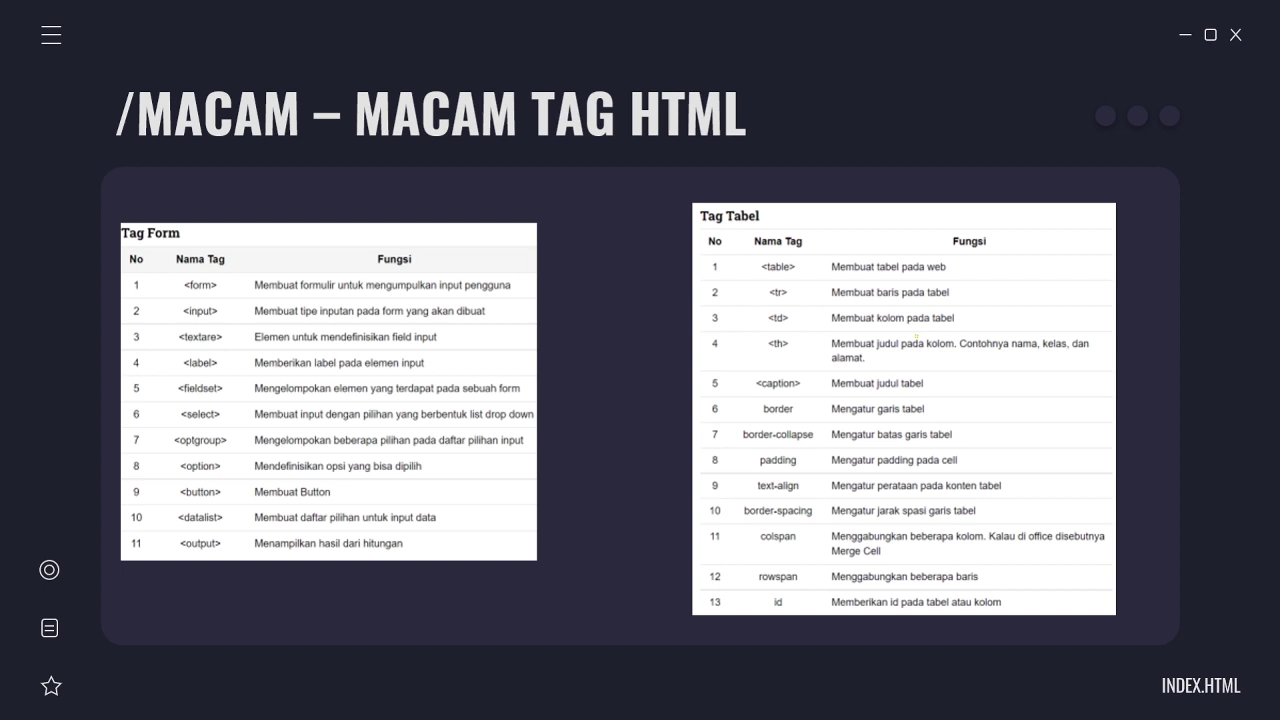 /MACAM – MACAM TAG HTML
Tag Form
No Nama Tag Fungsi
1 <form> Membuat formulir untuk mengumpulkan input pengguna
2 <input> Membuat tipe inputan pada form yang akan dibuat
3 <textare> Elemen untuk mendefinisikan field input
4 <label> Memberikan label pada elemen input
5 <fieldset> Mengelompokan elemen yang terdapat pada sebuah form
6 <select> Membuat input dengan pilihan yang berbentuk list drop down
7 <optgroup> Mengelompokan beberapa pilihan pada daftar pilihan input
8 <option> Mendefinisikan opsi yang bisa dipilih
9 <button> Membuat Button
10 <datalist> Membuat daftar pilihan untuk input data
11 <output> Menampilkan hasil dari hitungan
Tag Tabel
No Nama Tag Fungsi
1 <table> Membuat tabel pada web
2 <tr> Membuat baris pada tabel
3 <td> Membuat kolom pada tabel
4 <th> Membuat judul pada kolom. Contohnya nama, kelas, dan
alamat.
5 <caption> Membuat judul tabel
6 border Mengatur garis tabel
7 border-collapse Mengatur batas garis tabel
8 padding Mengatur padding pada cell
9 text-align Mengatur perataan pada konten tabel
10 border-spacing Mengatur jarak spasi garis tabel
11 colspan Menggabungkan beberapa kolom. Kalau di office disebutnya
Merge Cell
12 rowspan Menggabungkan beberapa baris
13 id Memberikan id pada tabel atau kolom
INDEX.HTML